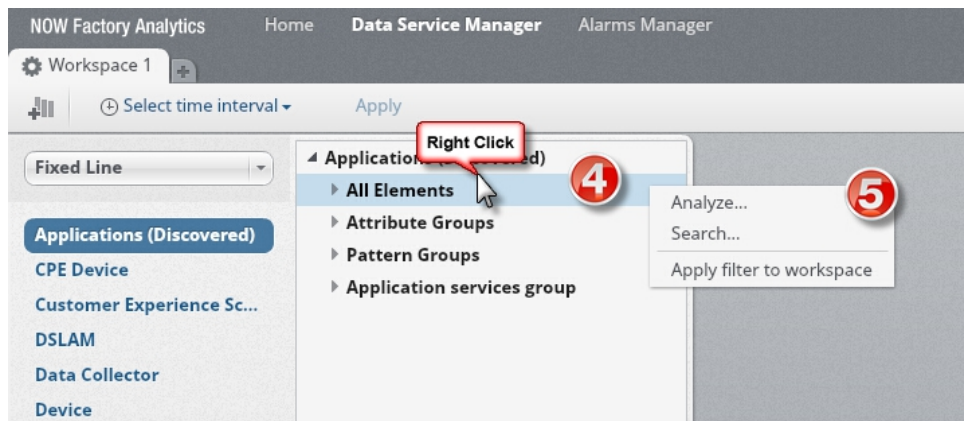 NOW Factory Analytics Home Data Service Manager Alarms Manager
Workspace 1
Select time interval Apply
Right Click
Fixed Line
Application ed)
All Elements
4
Attribute Groups
Pattern Groups
Application services group
Analyze...
5
Search...
Apply filter to workspace
Applications (Discovered)
CPE Device
Customer Experience Sc...
DSLAM
Data Collector
Device